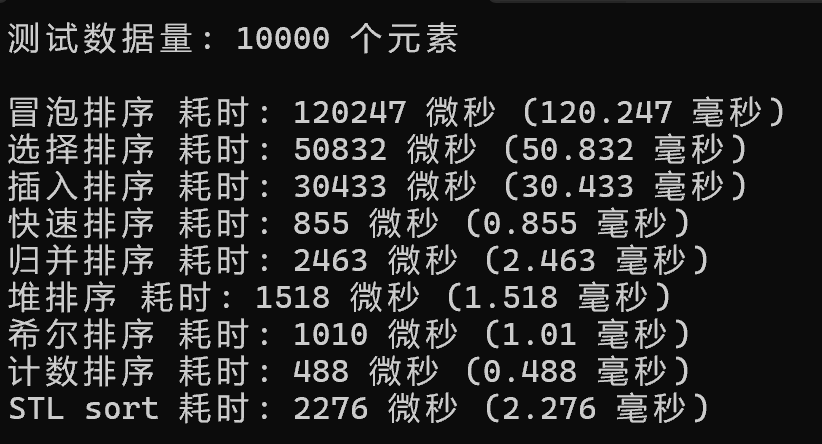 测试数据量: 10000 个元素
冒泡排序 耗时: 120247 微秒 (120.247 毫秒)
选择排序 耗时: 50832 微秒 (50.832 毫秒)
插入排序 耗时: 30433 微秒 (30.433 毫秒)
快速排序 耗时: 855 微秒 (0.855 毫秒)
归并排序 耗时: 2463 微秒 (2.463 毫秒)
堆排序 耗时: 1518 微秒 (1.518 毫秒)
希尔排序 耗时: 1010 微秒 (1.01 毫秒)
计数排序 耗时: 488 微秒 (0.488 毫秒)
STL sort 耗时: 2276 微秒 (2.276 毫秒)